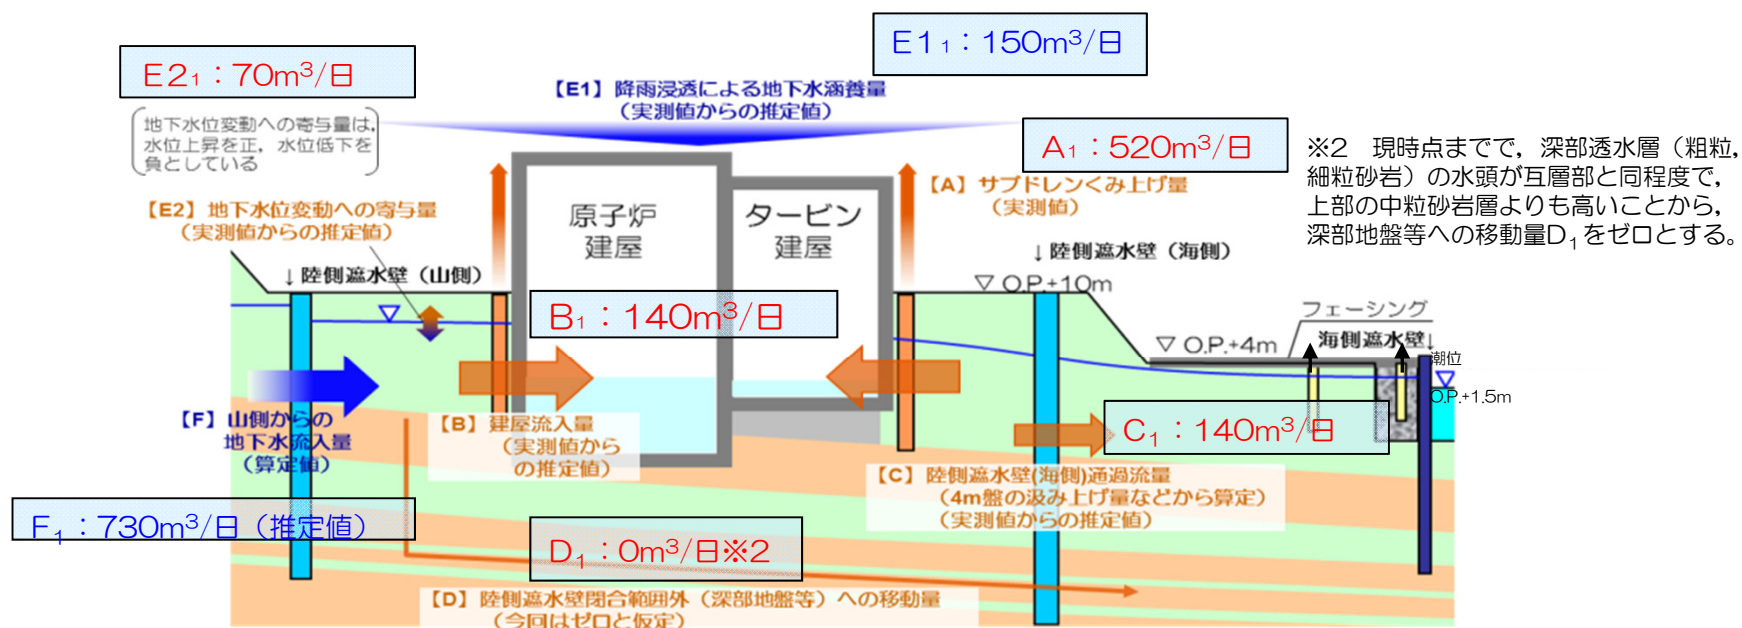 E1₁：150m³/日
E2₁：70m³/日
【E1】降雨浸透による地下水涵養量
（実測値からの推定値）
地下水位変動への寄与量は，
水位上昇を正，水位低下を
負としている
A₁：520m³/日
※2　現時点までで，深部透水層（粗粒，
細粒砂岩）の水頭が互層部と同程度で，
上部の中粒砂岩層よりも高いことから，
深部地盤等への移動量D₁をゼロとする。
【A】サブドレンくみ上げ量
（実測値）
【E2】地下水位変動への寄与量
（実測値からの推定値）
原子炉
建屋
タービン
建屋
↓陸側遮水壁（山側）
↓陸側遮水壁（海側）
▽ O.P.+10m
B₁：140m³/日
フェーシング
海側遮水壁↓
▽ O.P.+4m
潮位
O.P.+1.5m
【F】山側からの
地下水流入量
（算定値）
【B】建屋流入量
（実測値から
の推定値）
C₁：140m³/日
【C】陸側遮水壁(海側)通過流量
（4m盤の汲み上げ量などから算定）
（実測値からの推定値）
F₁：730m³/日（推定値）
D₁：0m³/日※2
【D】陸側遮水壁閉合範囲外（深部地盤等）への移動量
（今回はゼロと仮定）